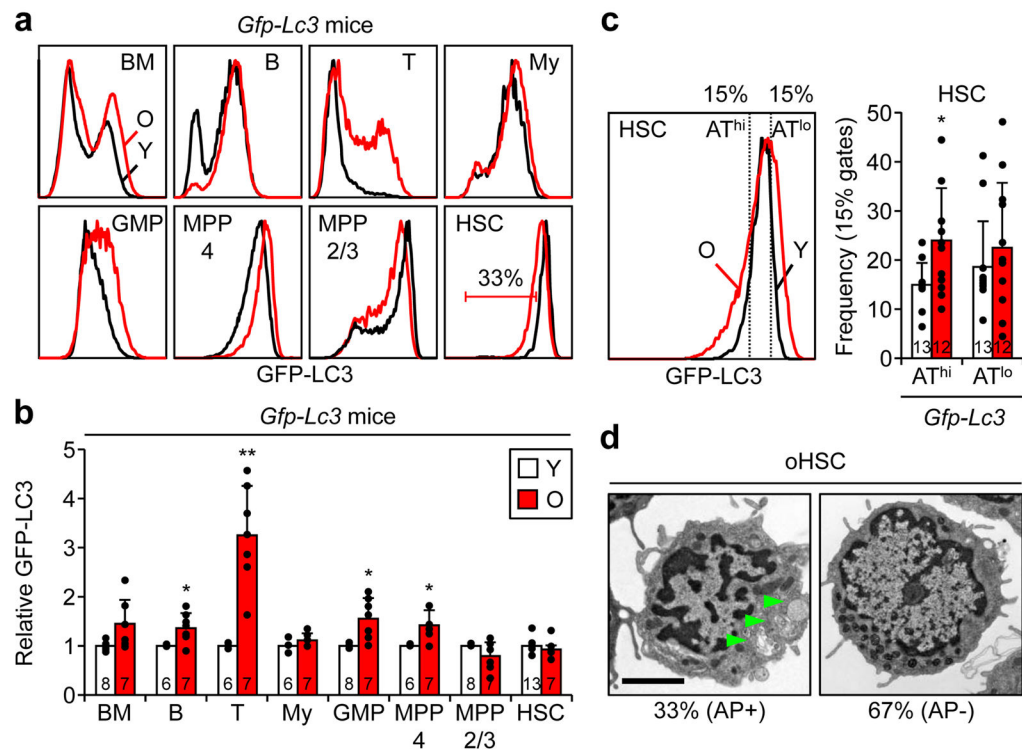 a
Gfp-Lc3 mice
BM
B
T
My
O
Y
GMP
MPP
4
MPP
2/3
HSC
33%
GFP-LC3
b
Gfp-Lc3 mice
Relative GFP-LC3
5
4
3
2
1
0
Y
O
*
**
*
*
8 7 6 7 6 7 6 7 8 7 6 7 6 7 13 7
BM B T My GMP MPP MPP HSC
4 2/3
c
15% 15%
HSC AThi ATlo
O Y
GFP-LC3
HSC
*
Frequency (15% gates)
50
40
30
20
10
0
13 12 13 12
AThi ATlo
Gfp-Lc3
d
oHSC
33% (AP+) 67% (AP-)